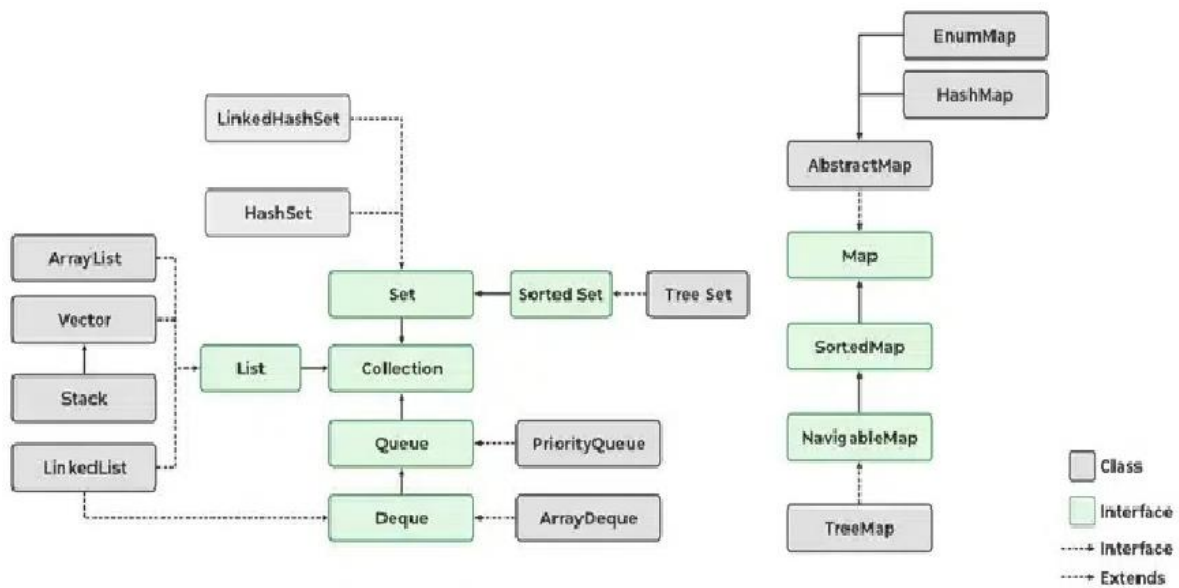 EnumMap
HashMap
LinkedHashSet
AbstractMap
HashSet
ArrayList
Map
Set
Sorted Set
Tree Set
Vector
SortedMap
List
Collection
Stack
Queue
PriorityQueue
NavigableMap
LinkedList
Class
Deque
ArrayDeque
Interface
TreeMap
Interface
Extends